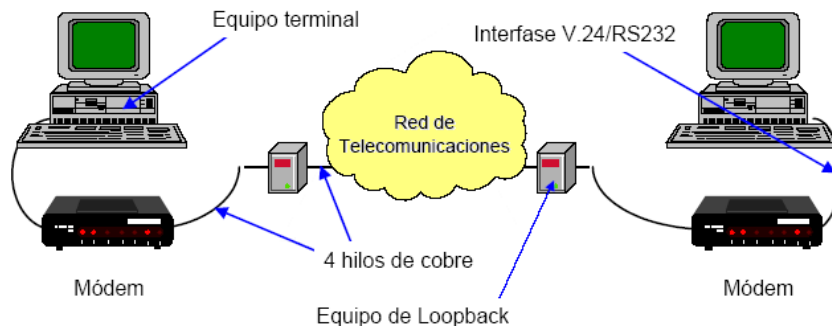 Equipo terminal
Interfase V.24/RS232
Red de
Telecomunicaciones
4 hilos de cobre
Módem
Módem
Equipo de Loopback